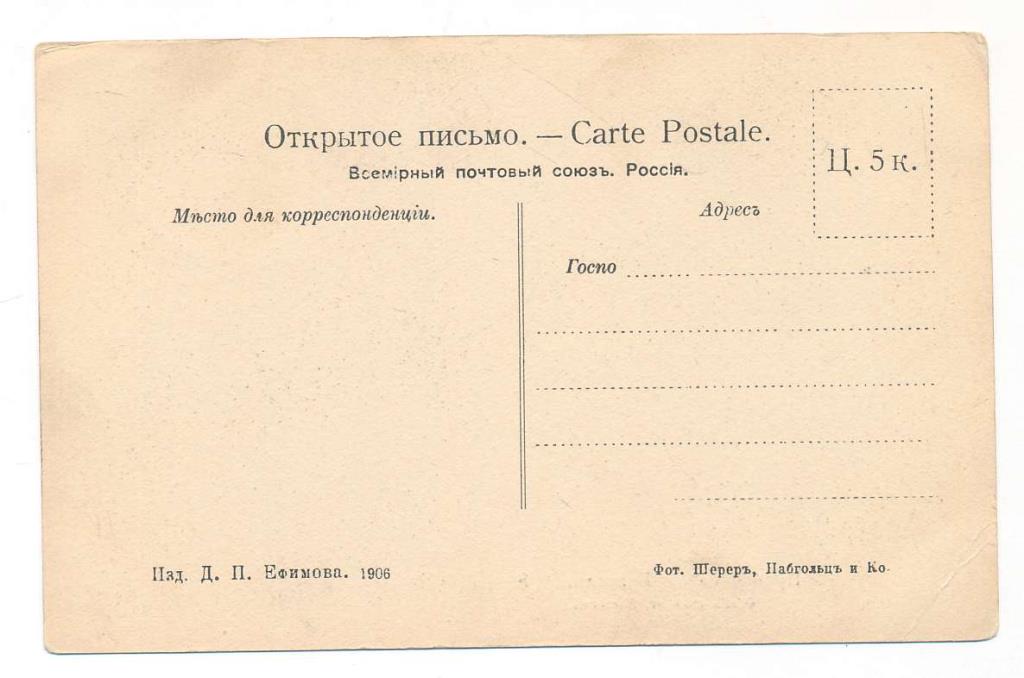 Открытое письмо. — Carte Postale.
Всемірный почтовый союзъ. Россія.
Ц. 5 к.
Мѣсто для корреспонденціи.
Адресъ
Госпо
Изд. Д. П. Ефимова. 1906
Фот. Шереръ, Набгольцъ и Ко.